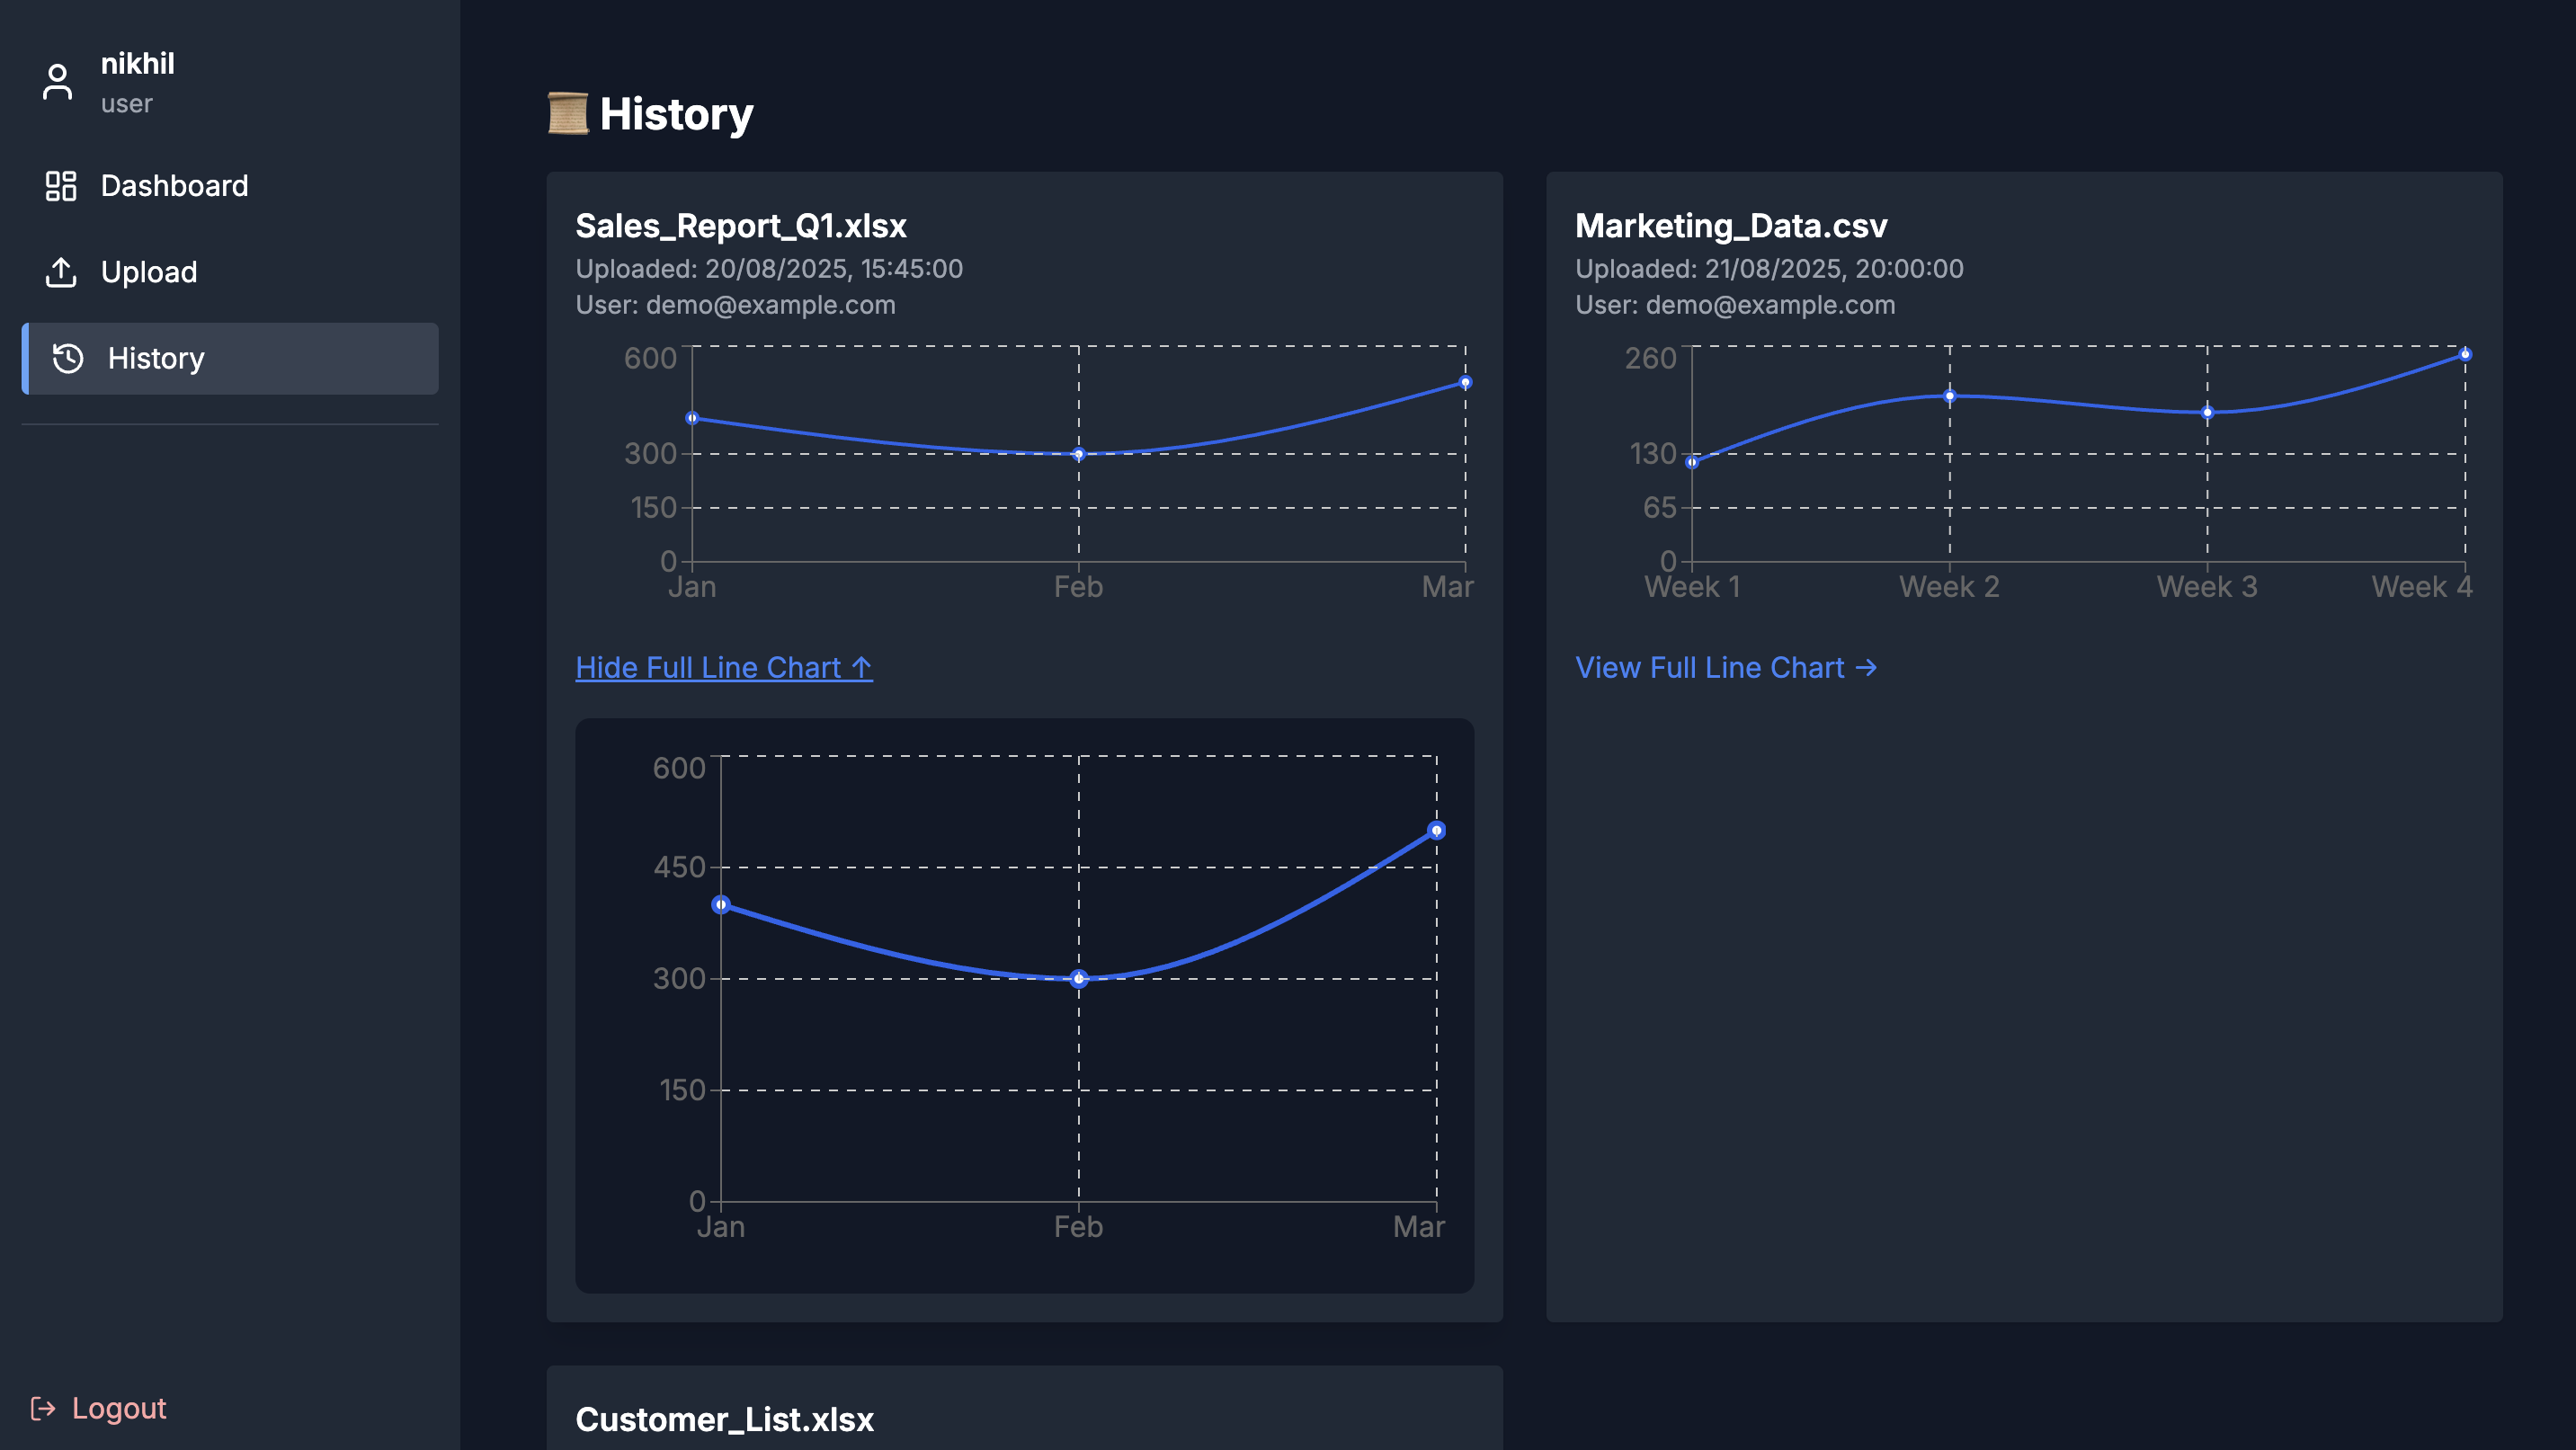 nikhil
user
Dashboard
Upload
History
Logout
History
Sales_Report_Q1.xlsx
Uploaded: 20/08/2025, 15:45:00
User: demo@example.com
600
300
150
0
Jan Feb Mar
Hide Full Line Chart ↑
600
450
300
150
0
Jan Feb Mar
Marketing_Data.csv
Uploaded: 21/08/2025, 20:00:00
User: demo@example.com
260
130
65
0
Week 1 Week 2 Week 3 Week 4
View Full Line Chart →
Customer_List.xlsx